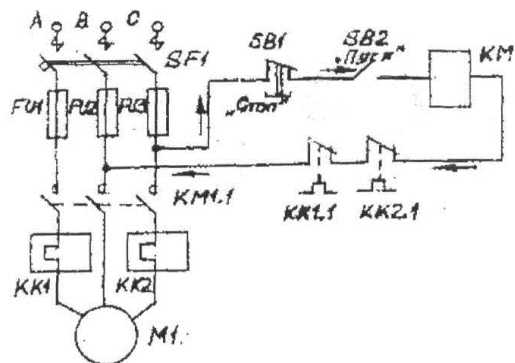 A B C
SF1
SB1
SB2
„Пуск"
KM
FU1 FU2 FU3
„Стоп"
KM1.1
KK1.1
KK2.1
KK1
KK2
M1.